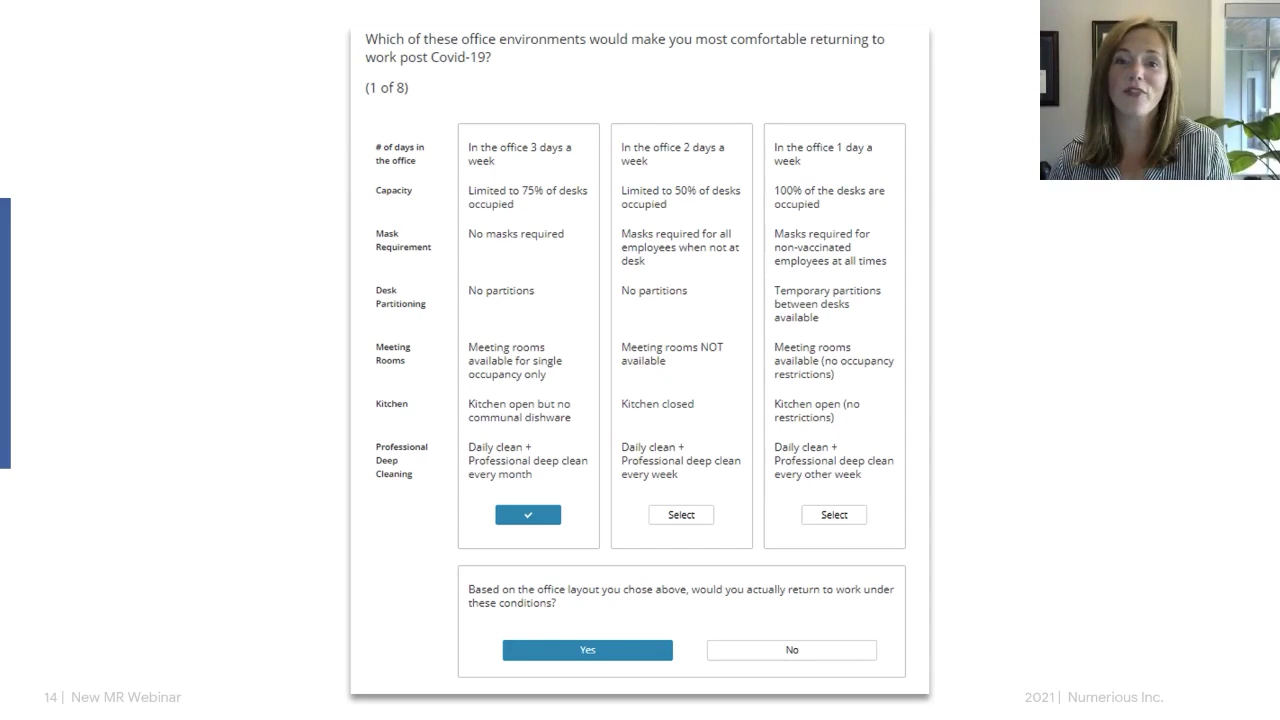 Which of these office environments would make you most comfortable returning to
work post Covid-19?
(1 of 8)
# of days in
the office
In the office 3 days a
week
In the office 2 days a
week
In the office 1 day a
week
Capacity
Limited to 75% of desks
occupied
Limited to 50% of desks
occupied
100% of the desks are
occupied
Mask
Requirement
No masks required
Masks required for all
employees when not at
desk
Masks required for
non-vaccinated
employees at all times
Desk
Partitioning
No partitions
No partitions
Temporary partitions
between desks
available
Meeting
Rooms
Meeting rooms
available for single
occupancy only
Meeting rooms NOT
available
Meeting rooms
available (no occupancy
restrictions)
Kitchen
Kitchen open but no
communal dishware
Kitchen closed
Kitchen open (no
restrictions)
Professional
Deep
Cleaning
Daily clean +
Professional deep clean
every month
Daily clean +
Professional deep clean
every week
Daily clean +
Professional deep clean
every other week
Select
Select
Based on the office layout you chose above, would you actually return to work under
these conditions?
Yes
No
14 | New MR Webinar
2021 | Numerious Inc.